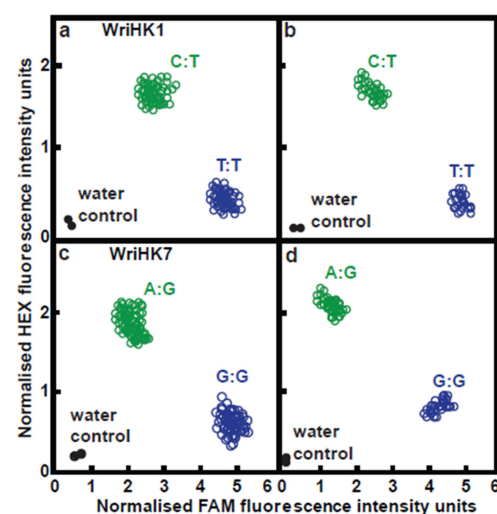 a WriHK1
C:T
T:T
water
control
b
C:T
T:T
water
control
c WriHK7
A:G
G:G
water
control
d
A:G
G:G
water
control
Normalised HEX fluorescence intensity units
2
1
0
2
1
0
0 1 2 3 4 5 6
0 1 2 3 4 5 6
Normalised FAM fluorescence intensity units